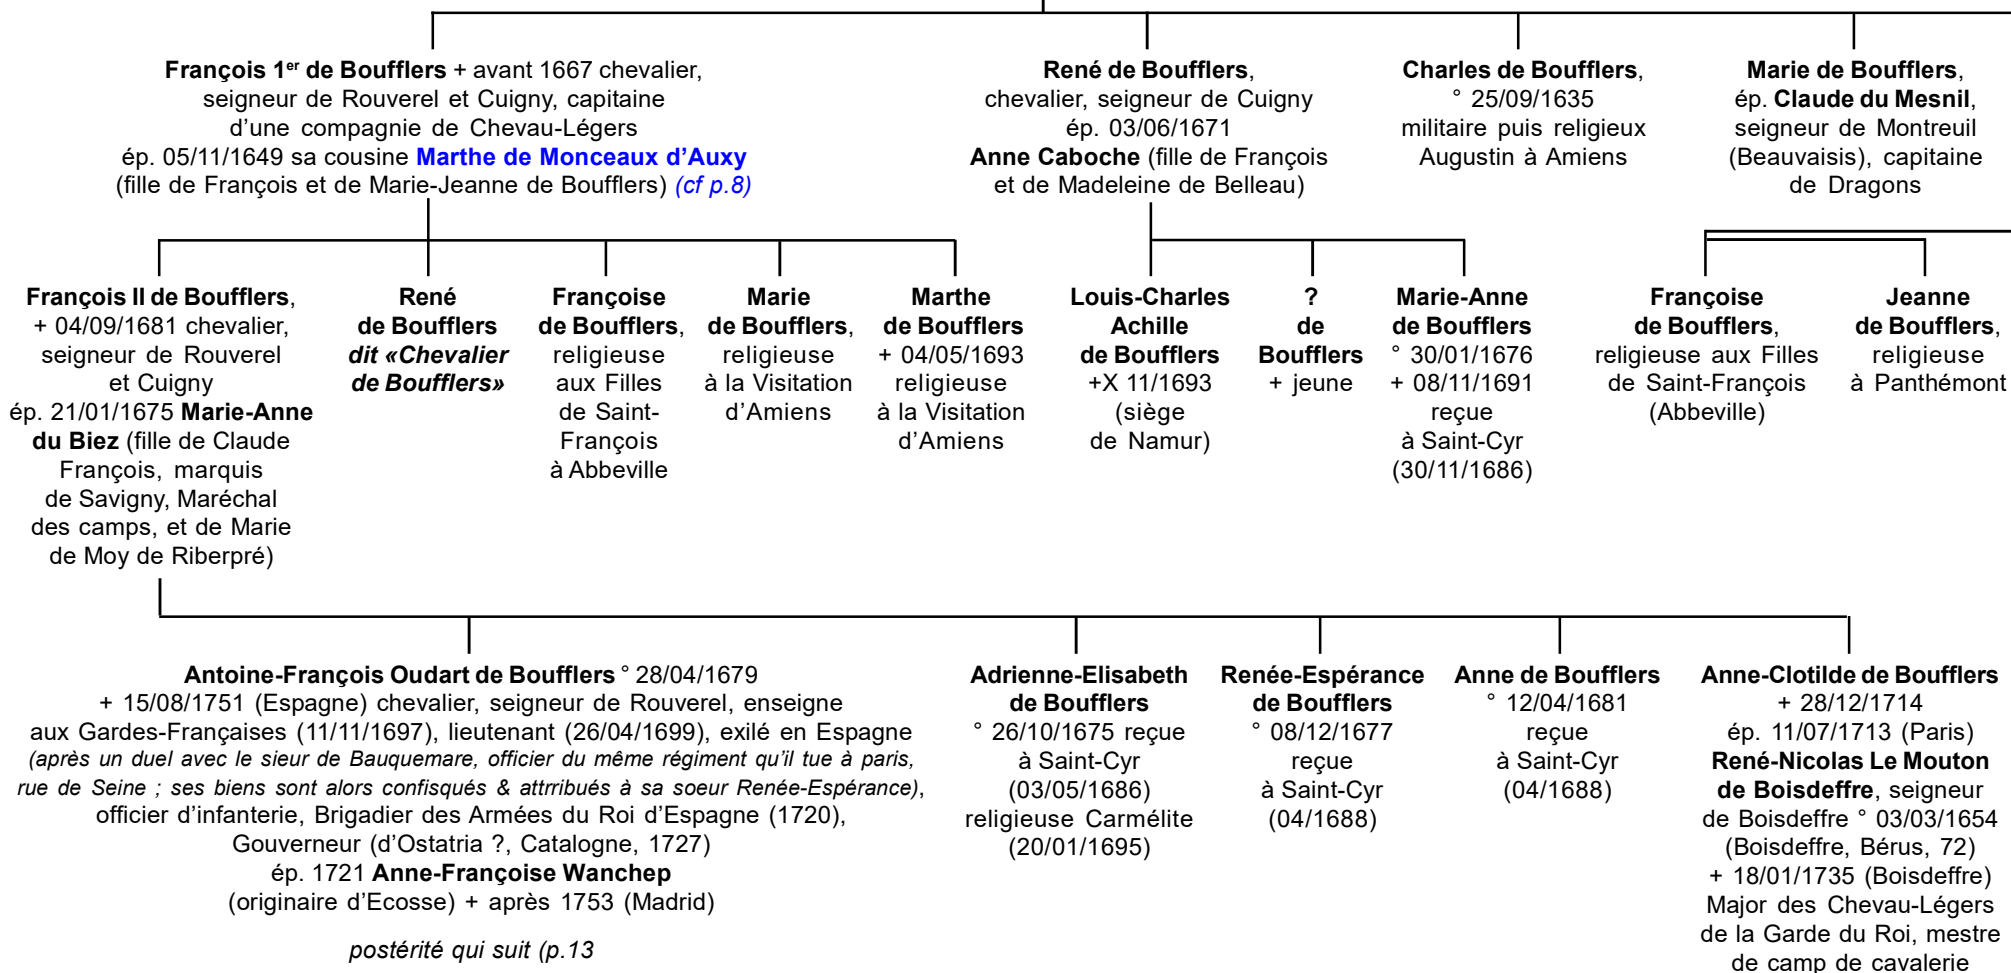 François 1er de Boufflers + avant 1667 chevalier,
seigneur de Rouverel et Cuigny, capitaine
d'une compagnie de Chevau-Légers
ép. 05/11/1649 sa cousine Marthe de Monceaux d'Auxy
(fille de François et de Marie-Jeanne de Boufflers) (cf p.8)
René de Boufflers,
chevalier, seigneur de Cuigny
ép. 03/06/1671
Anne Caboche (fille de François
et de Madeleine de Belleau)
Charles de Boufflers,
° 25/09/1635
militaire puis religieux
Augustin à Amiens
Marie de Boufflers,
ép. Claude du Mesnil,
seigneur de Montreuil
(Beauvaisis), capitaine
de Dragons
François II de Boufflers,
+ 04/09/1681 chevalier,
seigneur de Rouverel
et Cuigny
ép. 21/01/1675 Marie-Anne
du Biez (fille de Claude
François, marquis
de Savigny, Maréchal
des camps, et de Marie
de Moy de Riberpré)
René
de Boufflers
dit «Chevalier
de Boufflers»
Françoise
de Boufflers,
religieuse
aux Filles
de Saint-
François
à Abbeville
Marie
de Boufflers,
religieuse
à la Visitation
d'Amiens
Marthe
de Boufflers
+ 04/05/1693
religieuse
à la Visitation
d'Amiens
Louis-Charles
Achille
de Boufflers
+X 11/1693
(siège
de Namur)
?
de
Boufflers
+ jeune
Marie-Anne
de Boufflers
° 30/01/1676
+ 08/11/1691
reçue
à Saint-Cyr
(30/11/1686)
Françoise
de Boufflers,
religieuse aux Filles
de Saint-François
(Abbeville)
Jeanne
de Boufflers,
religieuse
à Panthémont
Antoine-François Oudart de Boufflers ° 28/04/1679
+ 15/08/1751 (Espagne) chevalier, seigneur de Rouverel, enseigne
aux Gardes-Françaises (11/11/1697), lieutenant (26/04/1699), exilé en Espagne
(après un duel avec le sieur de Bauquemare, officier du même régiment qu'il tue à paris,
rue de Seine ; ses biens sont alors confisqués & attrribués à sa soeur Renée-Espérance),
officier d'infanterie, Brigadier des Armées du Roi d'Espagne (1720),
Gouverneur (d'Ostatria ?, Catalogne, 1727)
ép. 1721 Anne-Françoise Wanchep
(originaire d'Ecosse) + après 1753 (Madrid)
postérité qui suit (p.13
Adrienne-Elisabeth
de Boufflers
° 26/10/1675 reçue
à Saint-Cyr
(03/05/1686)
religieuse Carmélite
(20/01/1695)
Renée-Espérance
de Boufflers
° 08/12/1677
reçue
à Saint-Cyr
(04/1688)
Anne de Boufflers
° 12/04/1681
reçue
à Saint-Cyr
(04/1688)
Anne-Clotilde de Boufflers
+ 28/12/1714
ép. 11/07/1713 (Paris)
René-Nicolas Le Mouton
de Boisdeffre, seigneur
de Boisdeffre ° 03/03/1654
(Boisdeffre, Bérus, 72)
+ 18/01/1735 (Boisdeffre)
Major des Chevau-Légers
de la Garde du Roi, mestre
de camp de cavalerie